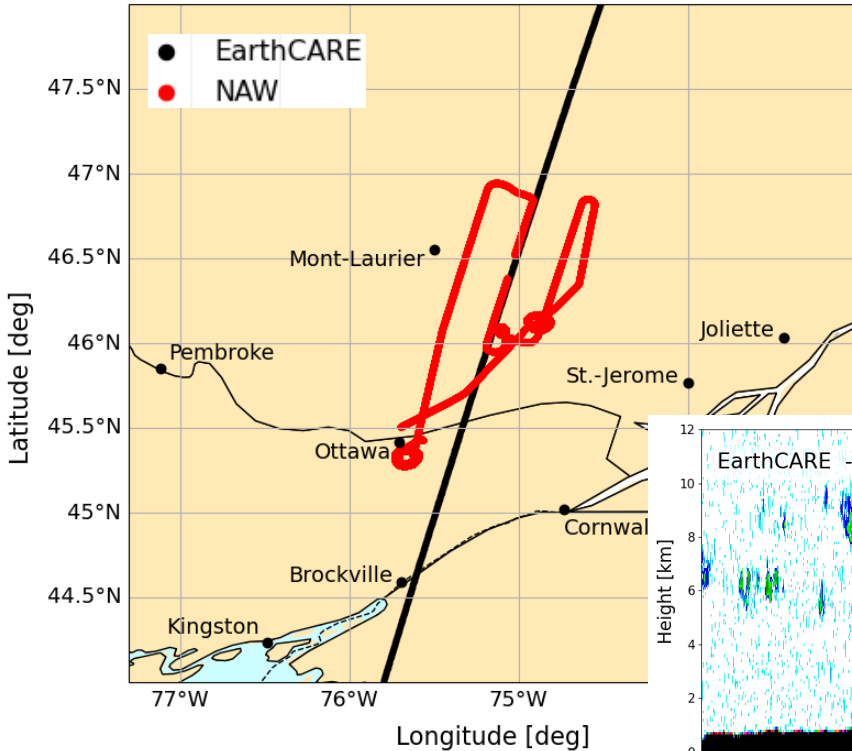 EarthCARE
NAW
47.5°N
47°N
46.5°N
46°N
45.5°N
45°N
44.5°N
Latitude [deg]
Mont-Laurier
Pembroke
Joliette
St.-Jerome
Ottawa
Cornwal
Brockville
Kingston
77°W
76°W
75°W
Longitude [deg]
EarthCARE -
12
10
8
6
4
2
0
Height [km]